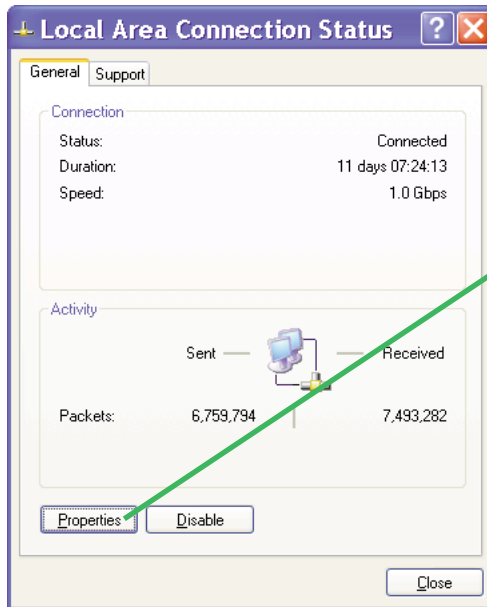 Local Area Connection Status
General Support
Connection
Status: Connected
Duration: 11 days 07:24:13
Speed: 1.0 Gbps
Activity
Sent Received
Packets: 6,759,794 7,493,282
Properties Disable
Close